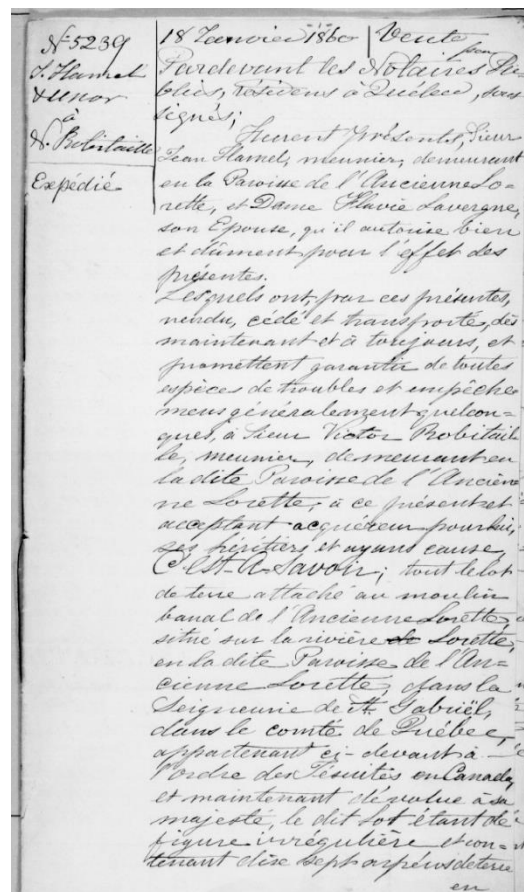 Nº 5239
J. Hamel
& uxor
à
V. Robitaille
Expédié
18 Janvier 1860 | Vente
Pardevant les Notaires Pu
blics, résidens à Québec, sous
signés;
Furent Présents, Sieur
Jean Hamel, meunier, demeurant
en la Paroisse de l'Ancienne Lo=
rette, et Dame Flavie Lavergne,
son Epouse, qu'il autorise bien
et dûment pour l'effet des
présentes.
Lesquels ont, par ces présentes,
vendu, cédé et transporté, dès
maintenant et à toujours, et
promettent garantir de toutes
espèces de troubles et empêche
mens généralement quelcon=
ques, à Sieur Victor Robitail
le, meunier, demeurant en
la dite Paroisse de l'Ancien
ne Lorette, à ce présent et
acceptant acquéreur pour lui,
ses héritiers et ayans cause,
C'est-A-Savoir; tout le lot
de terre attaché au moulin
banal de l'Ancienne Lorette,
situé sur la rivière de Lorette,
en la dite Paroisse de l'An=
cienne Lorette, dans la
Seigneurie de St. Gabriël,
dans le comté de Québec,
appartenant ci-devant à
l'ordre des Jésuites en Canada,
et maintenant dévolue à sa
majesté, le dit lot étant de
figure irrégulière et con=
tenant dixe sept arpens de terre
en